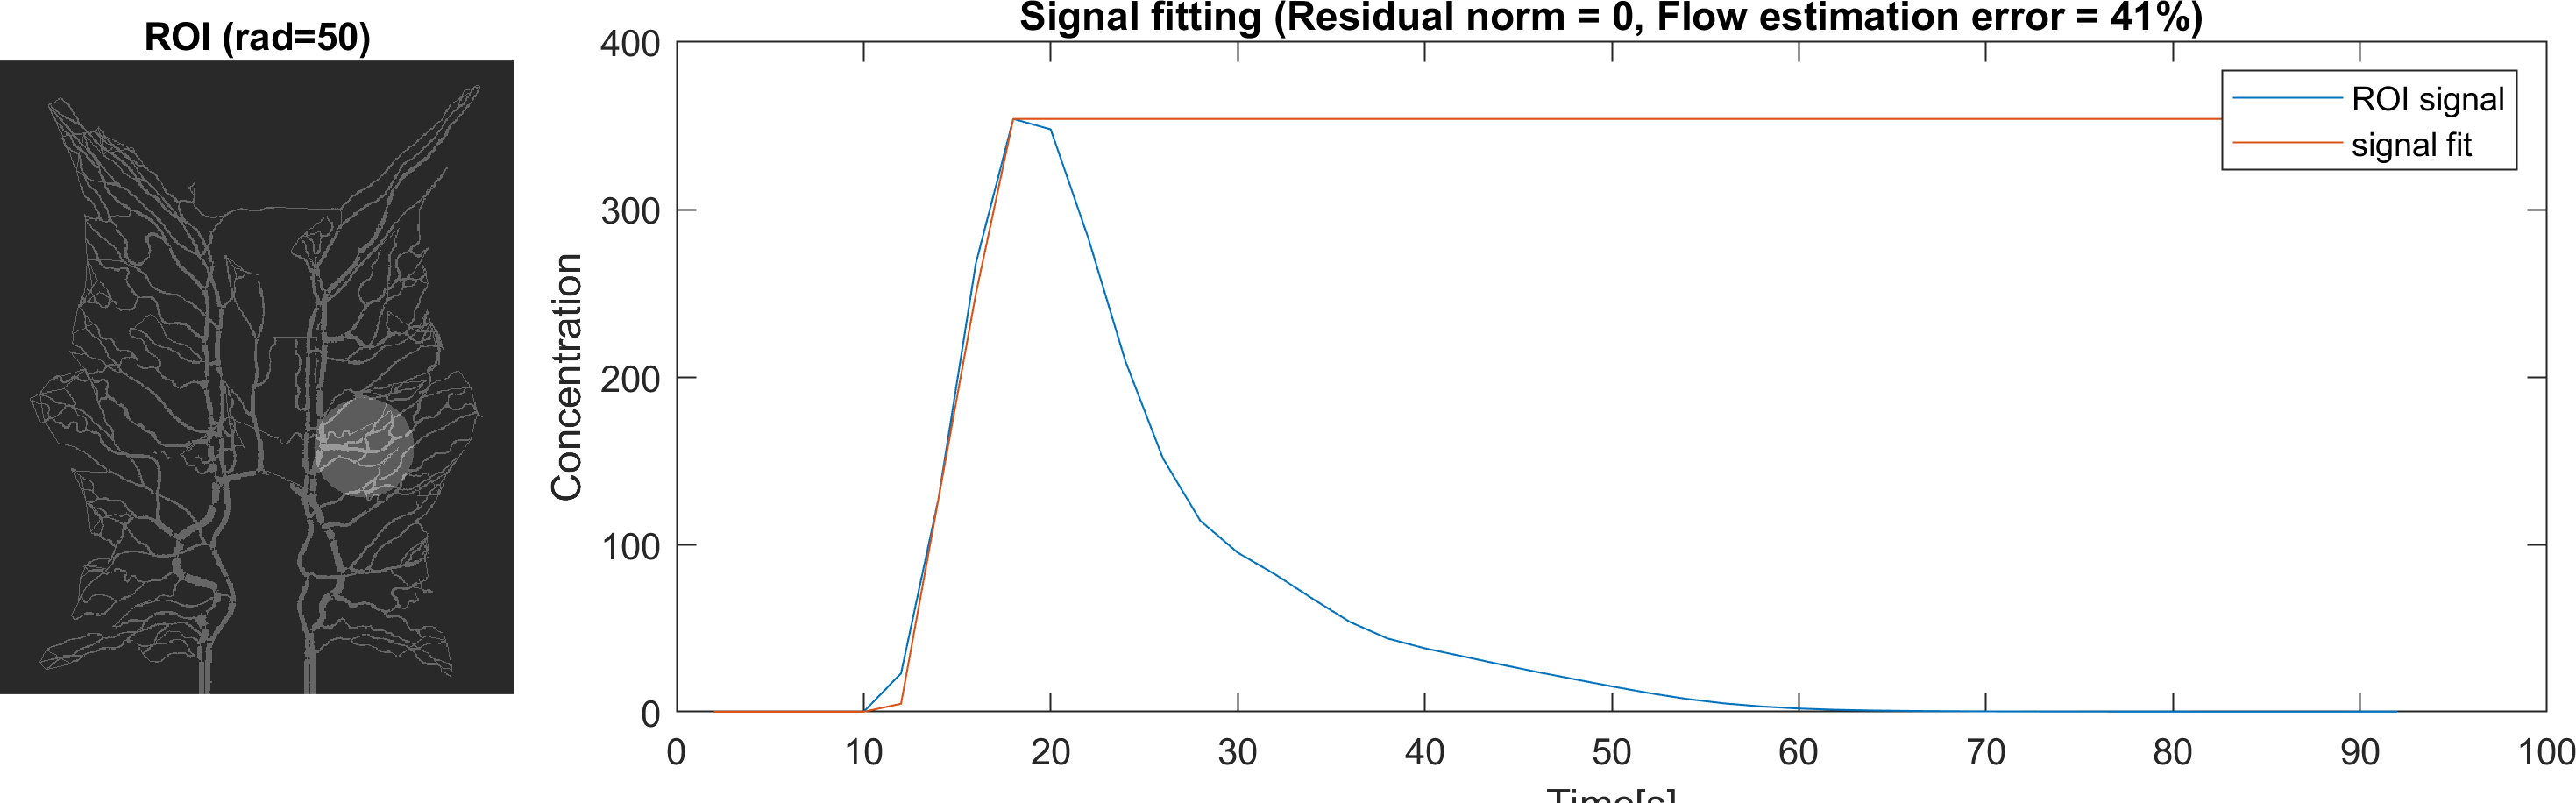 ROI (rad=50)
Signal fitting (Residual norm = 0, Flow estimation error = 41%)
400
300
200
100
0
Concentration
ROI signal
signal fit
0 10 20 30 40 50 60 70 80 90 100
Time[s]